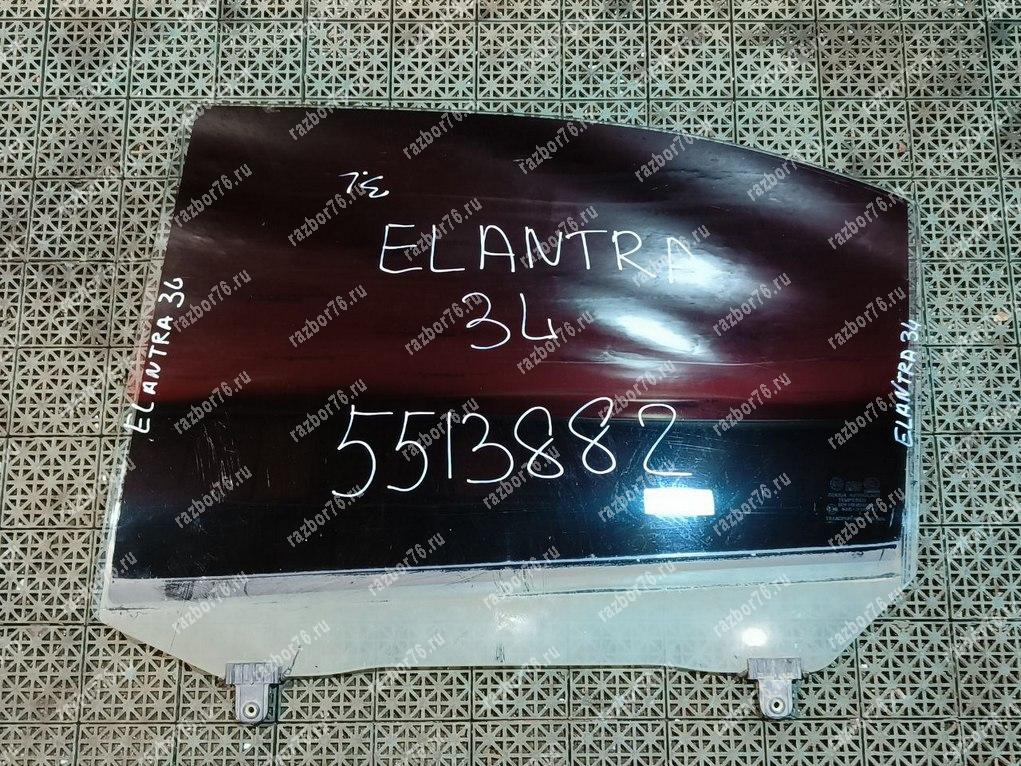 З.L
ELANTRA
34
5513882
ELANTRA 36
ELANTRA 34
razbor76.ru